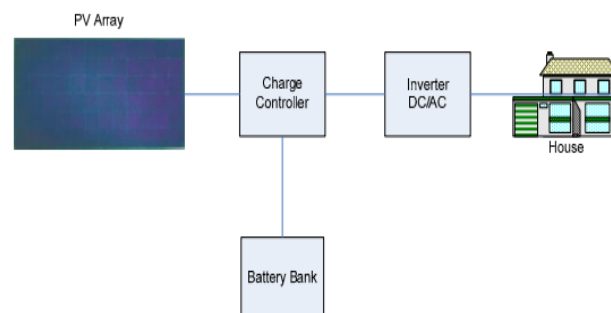 PV Array
Charge
Controller
Inverter
DC/AC
House
Battery Bank